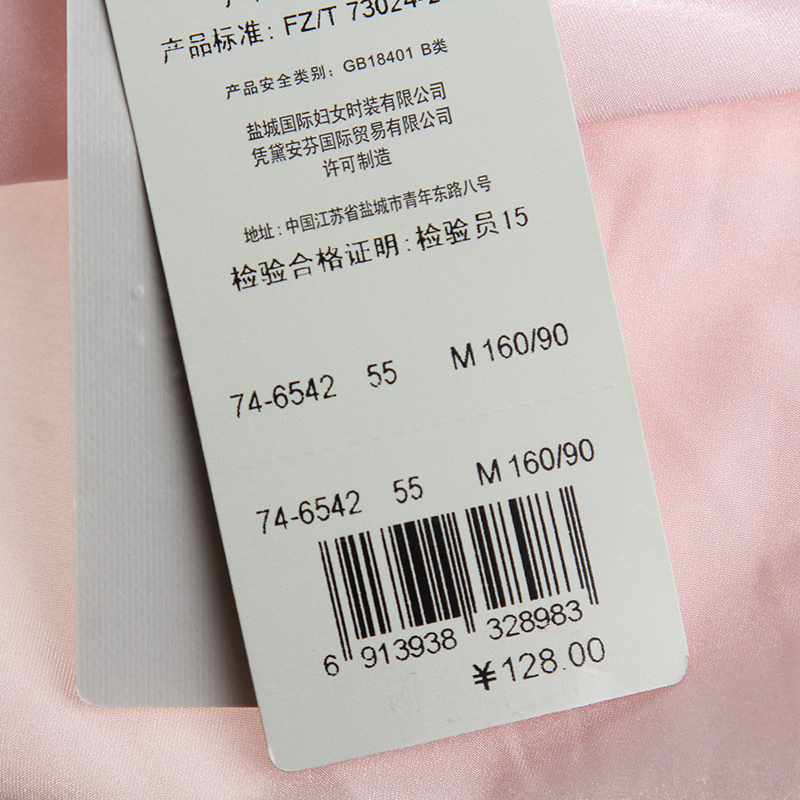 产品标准: FZ/T 73024-2
产品安全类别: GB18401 B类
盐城国际妇女时装有限公司
凭黛安芬国际贸易有限公司
许可制造
地址: 中国江苏省盐城市青年东路八号
检验合格证明: 检验员15
74-6542 55 M 160/90
74-6542 55 M 160/90
6 913938 328983
¥128.00